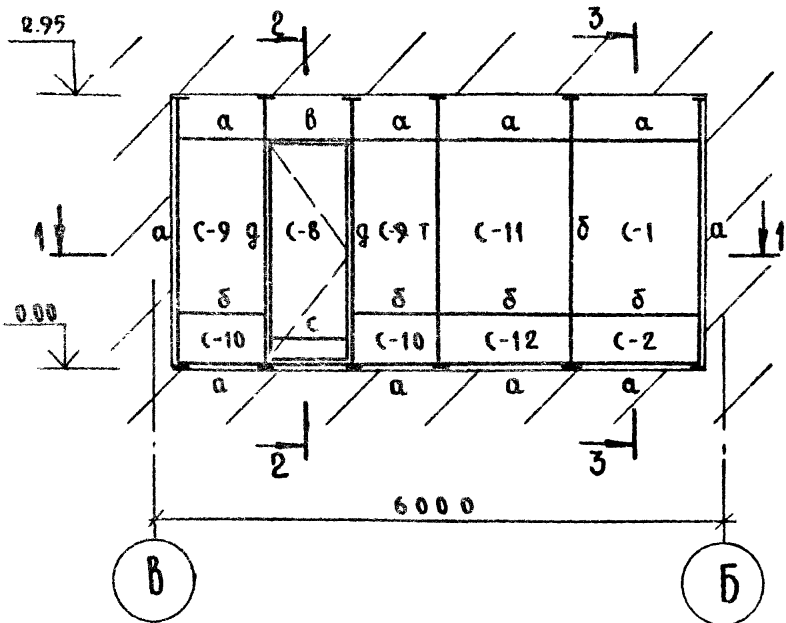 2.95
2
3
а в а а а
1
а С-9 д С-8 д С-9 т С-11 б С-1 а
1
б б б б
с
0.00
С-10 С-10 С-12 С-2
а а а а
2
3
6000
В
Б